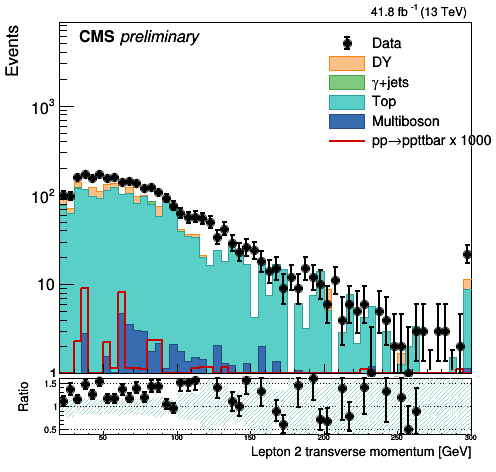 41.8 fb⁻¹ (13 TeV)
CMS preliminary
Events
Data
DY
γ+jets
Top
Multiboson
pp→ppttbar x 1000
10³
10²
10
1
Ratio
1.5
1
0.5
50 100 150 200 250 300
Lepton 2 transverse momentum [GeV]